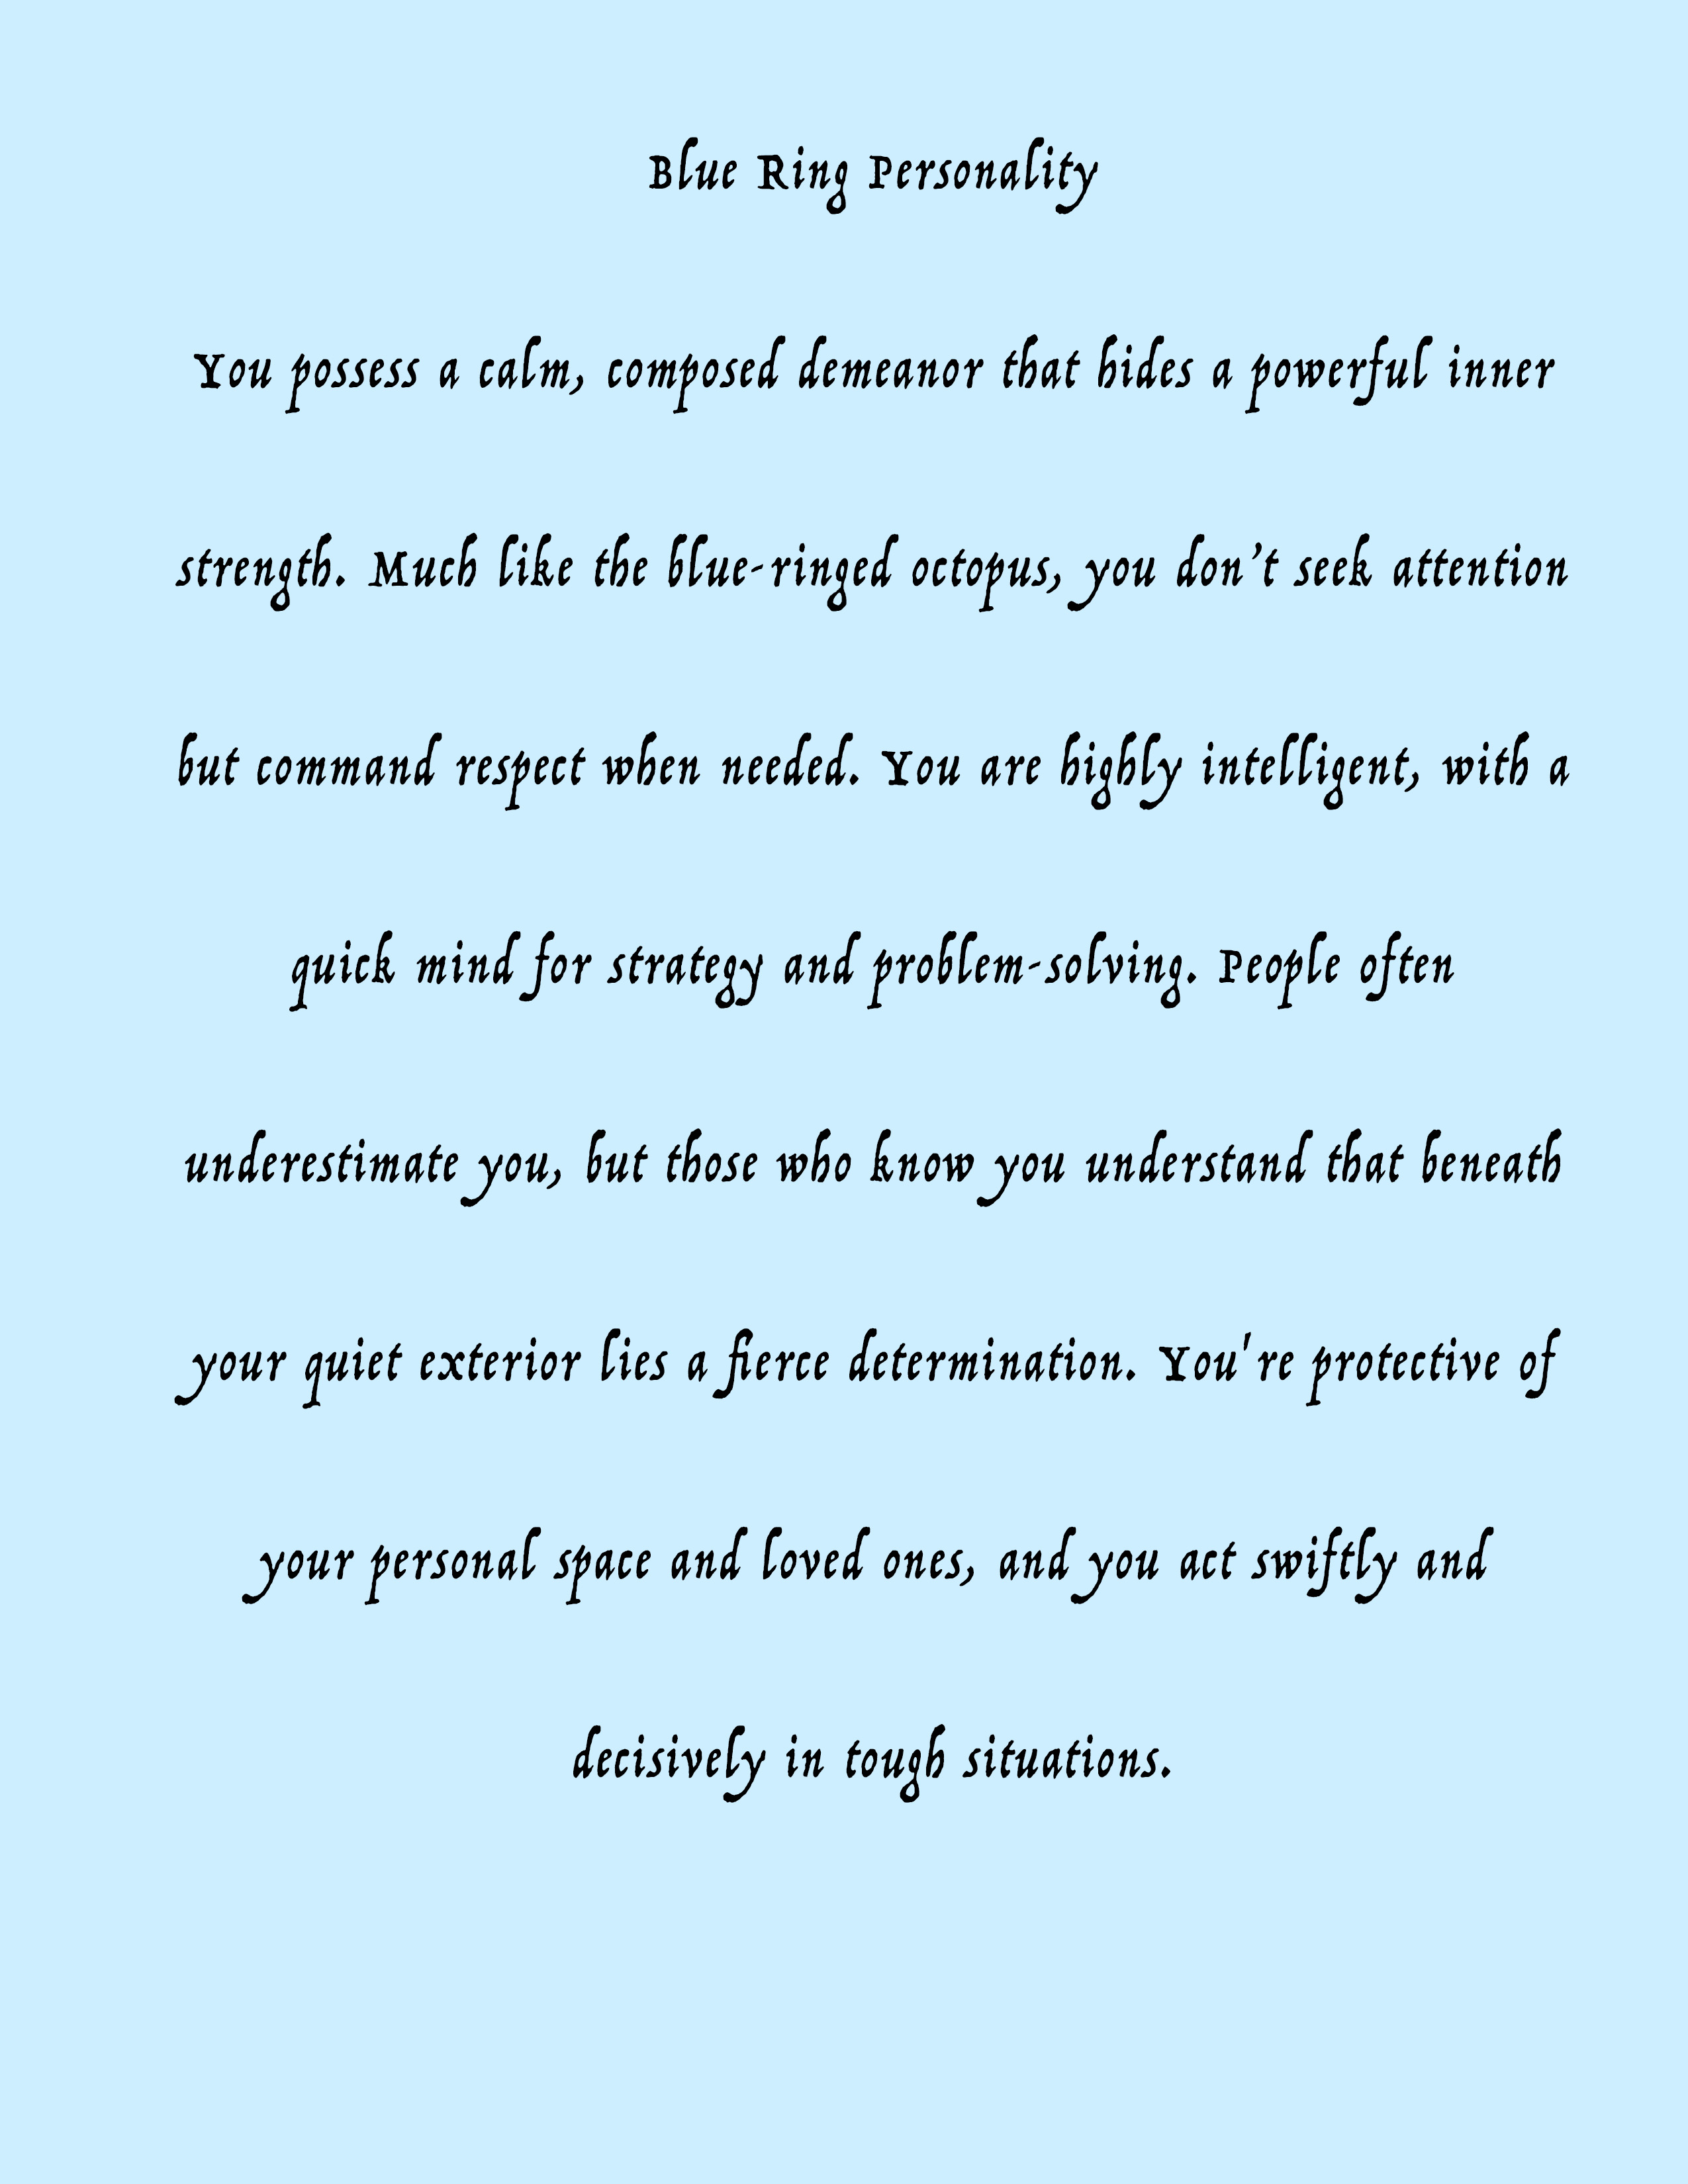 Blue Ring Personality
You possess a calm, composed demeanor that hides a powerful inner
strength. Much like the blue-ringed octopus, you don’t seek attention
but command respect when needed. You are highly intelligent, with a
quick mind for strategy and problem-solving. People often
underestimate you, but those who know you understand that beneath
your quiet exterior lies a fierce determination. You're protective of
your personal space and loved ones, and you act swiftly and
decisively in tough situations.